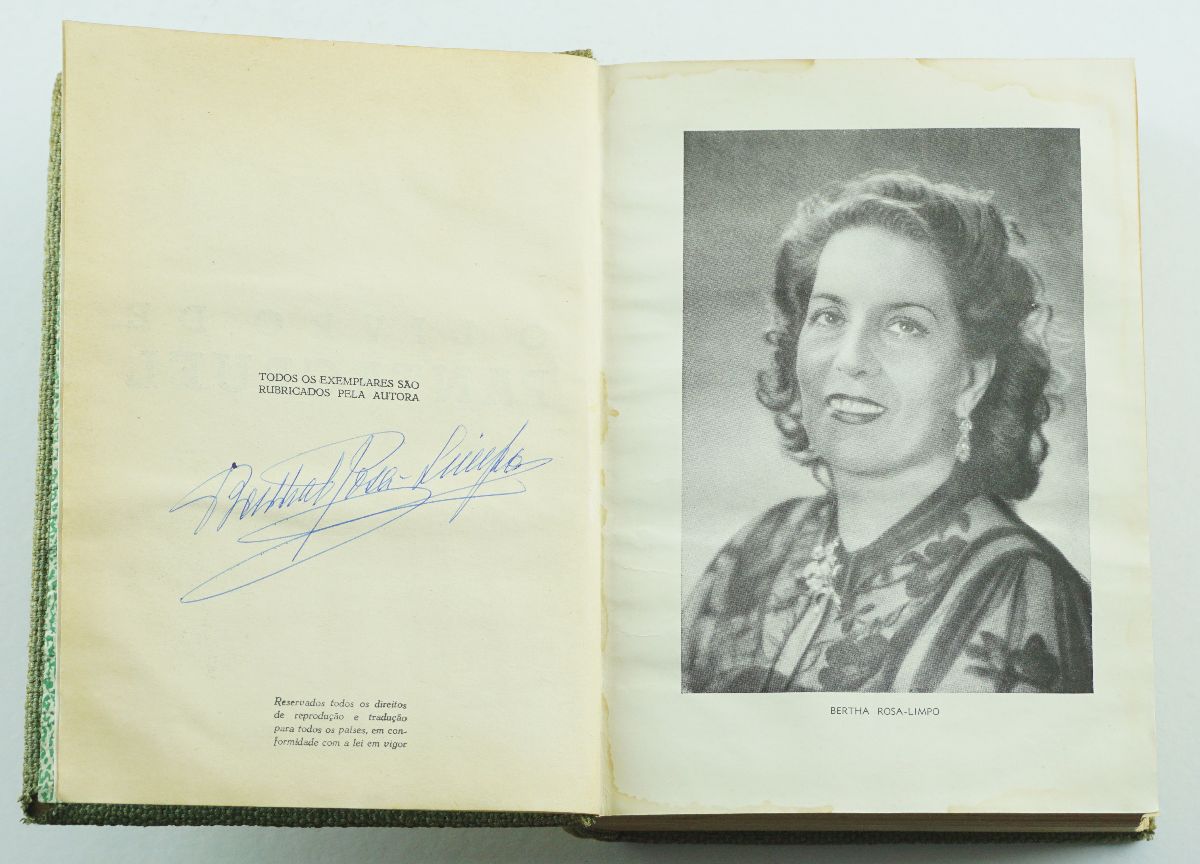 TODOS OS EXEMPLARES SÃO
RUBRICADOS PELA AUTORA
Bertha Rosa-Limpo
Reservados todos os direitos
de reprodução e tradução
para todos os países, em con-
formidade com a lei em vigor
BERTHA ROSA-LIMPO